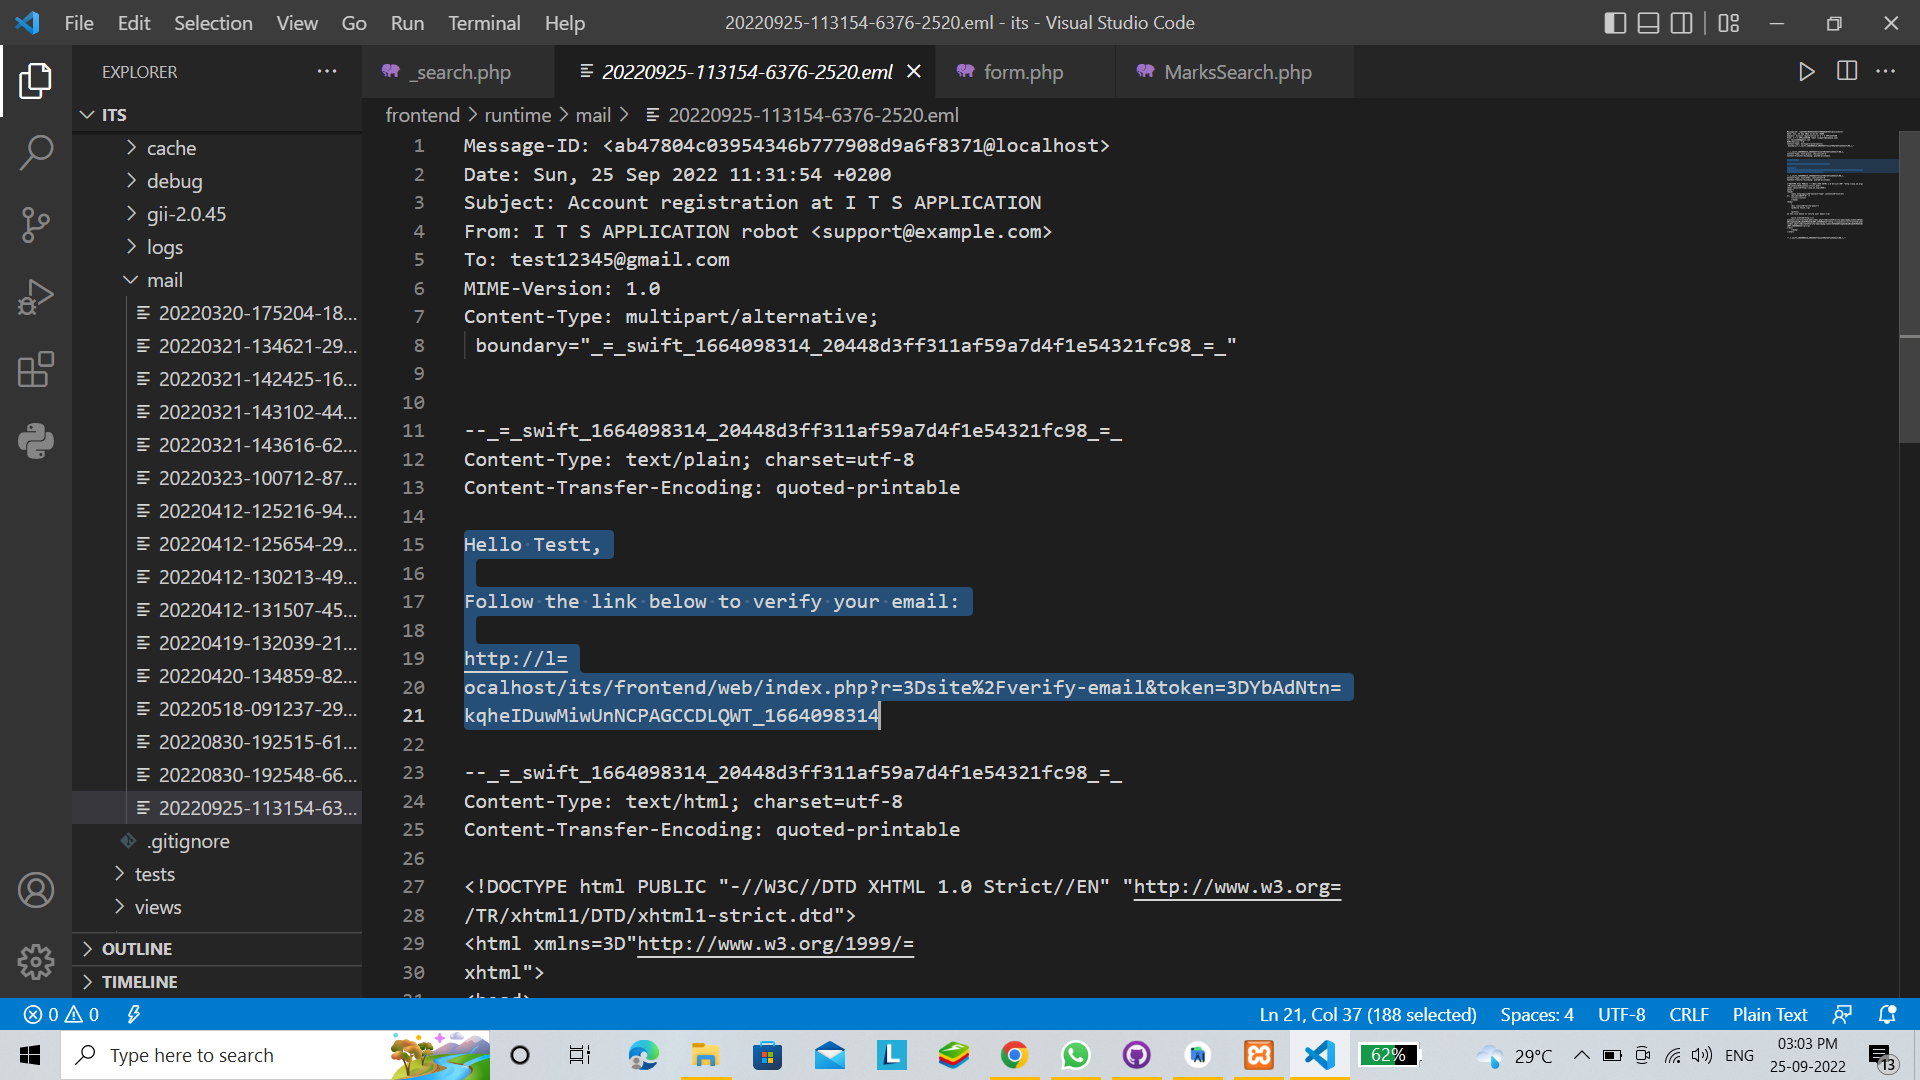 File Edit Selection View Go Run Terminal Help
20220925-113154-6376-2520.eml - its - Visual Studio Code
EXPLORER
ITS
cache
debug
gii-2.0.45
logs
mail
20220320-175204-18...
20220321-134621-29...
20220321-142425-16...
20220321-143102-44...
20220321-143616-62...
20220323-100712-87...
20220412-125216-94...
20220412-125654-29...
20220412-130213-49...
20220412-131507-45...
20220419-132039-21...
20220420-134859-82...
20220518-091237-29...
20220830-192515-61...
20220830-192548-66...
20220925-113154-63...
.gitignore
tests
views
OUTLINE
TIMELINE
_search.php
20220925-113154-6376-2520.eml
form.php
MarksSearch.php
frontend > runtime > mail > 20220925-113154-6376-2520.eml
1 Message-ID: <ab47804c03954346b777908d9a6f8371@localhost>
2 Date: Sun, 25 Sep 2022 11:31:54 +0200
3 Subject: Account registration at I T S APPLICATION
4 From: I T S APPLICATION robot <support@example.com>
5 To: test12345@gmail.com
6 MIME-Version: 1.0
7 Content-Type: multipart/alternative;
8 boundary="_=_swift_1664098314_20448d3ff311af59a7d4f1e54321fc98_=_"
9
10
11 --_=_swift_1664098314_20448d3ff311af59a7d4f1e54321fc98_=_
12 Content-Type: text/plain; charset=utf-8
13 Content-Transfer-Encoding: quoted-printable
14
15 Hello Testt,
16
17 Follow the link below to verify your email:
18
19 http://l=
20 ocalhost/its/frontend/web/index.php?r=3Dsite%2Fverify-email&token=3DYbAdNtn=
21 kqheIDuwMiwUnNCPAGCCDLQWT_1664098314
22
23 --_=_swift_1664098314_20448d3ff311af59a7d4f1e54321fc98_=_
24 Content-Type: text/html; charset=utf-8
25 Content-Transfer-Encoding: quoted-printable
26
27 <!DOCTYPE html PUBLIC "-//W3C//DTD XHTML 1.0 Strict//EN" "http://www.w3.org=
28 /TR/xhtml1/DTD/xhtml1-strict.dtd">
29 <html xmlns=3D"http://www.w3.org/1999/=
30 xhtml">
31 <head>
0 0
Ln 21, Col 37 (188 selected) Spaces: 4 UTF-8 CRLF Plain Text
Type here to search
62%
29°C
ENG
03:03 PM
25-09-2022
13